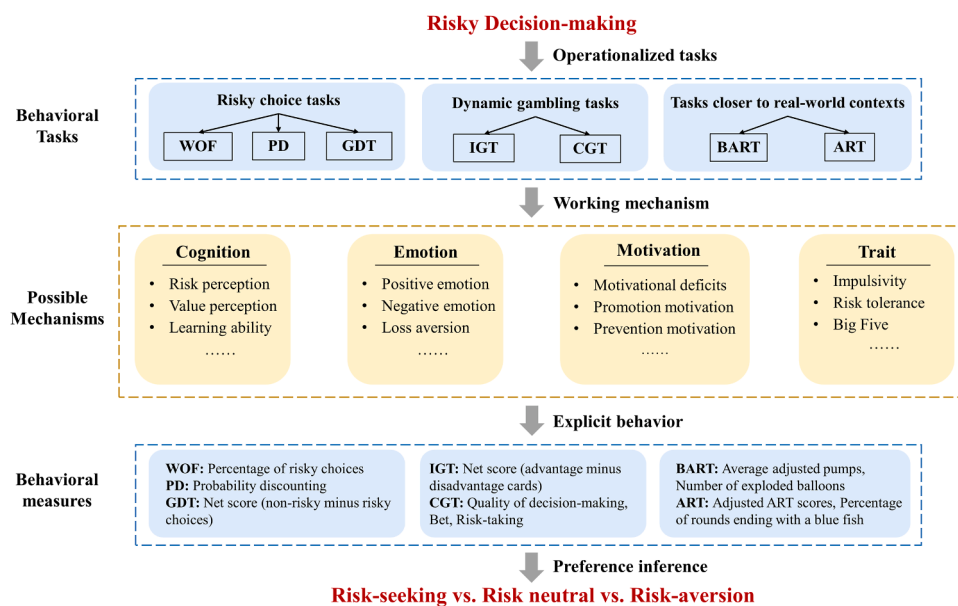 Risky Decision-making
Operationalized tasks
Behavioral
Tasks
Risky choice tasks
WOF
PD
GDT
Dynamic gambling tasks
IGT
CGT
Tasks closer to real-world contexts
BART
ART
Working mechanism
Possible
Mechanisms
Cognition
• Risk perception
• Value perception
• Learning ability
……
Emotion
• Positive emotion
• Negative emotion
• Loss aversion
……
Motivation
• Motivational deficits
• Promotion motivation
• Prevention motivation
……
Trait
• Impulsivity
• Risk tolerance
• Big Five
……
Explicit behavior
Behavioral
measures
WOF: Percentage of risky choices
PD: Probability discounting
GDT: Net score (non-risky minus risky
choices)
IGT: Net score (advantage minus
disadvantage cards)
CGT: Quality of decision-making,
Bet, Risk-taking
BART: Average adjusted pumps,
Number of exploded balloons
ART: Adjusted ART scores, Percentage
of rounds ending with a blue fish
Preference inference
Risk-seeking vs. Risk neutral vs. Risk-aversion